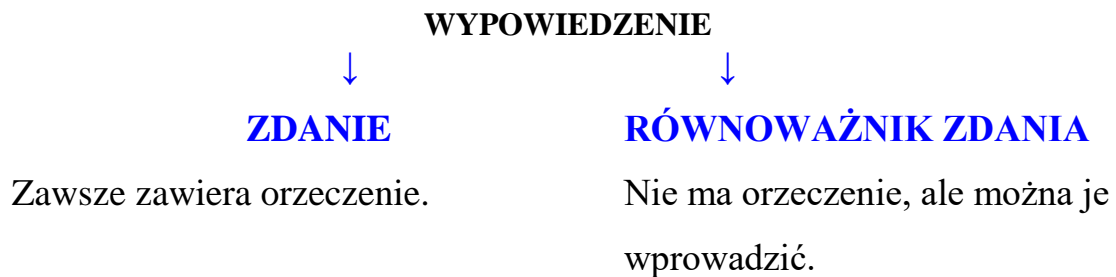 WYPOWIEDZENIE
↓ ↓
ZDANIE RÓWNOWAŻNIK ZDANIA
Zawsze zawiera orzeczenie. Nie ma orzeczenie, ale można je
wprowadzić.